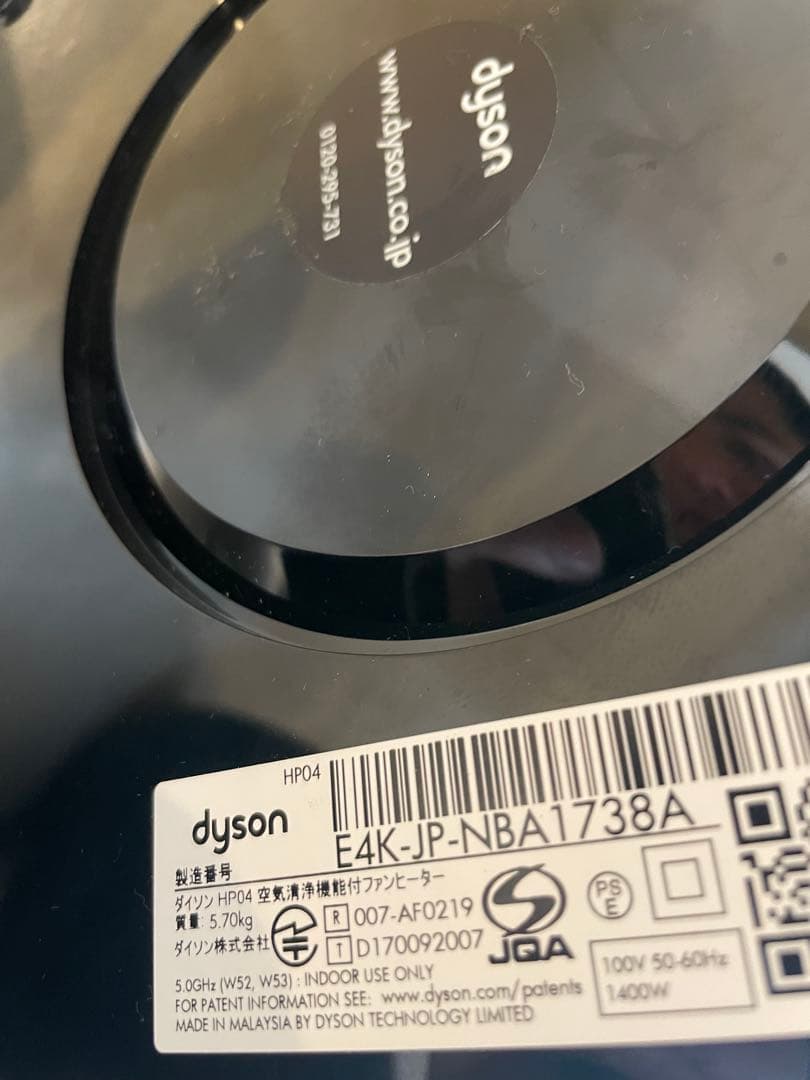 dyson
www.dyson.co.jp
0120-295-731
HP04
dyson
E4K-JP-NBA1738A
製造番号
ダイソン HP04 空気清浄機能付ファンヒーター
質量: 5.70kg
ダイソン株式会社
R 007-AF0219
T D170092007
JQA
PS
E
100V 50-60Hz
1400W
5.0GHz (W52, W53) : INDOOR USE ONLY
FOR PATENT INFORMATION SEE: www.dyson.com/patents
MADE IN MALAYSIA BY DYSON TECHNOLOGY LIMITED